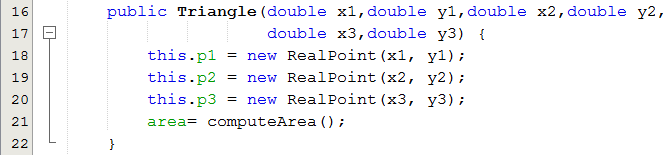 16 public Triangle(double x1,double y1,double x2,double y2,
17 double x3,double y3) {
18 this.p1 = new RealPoint(x1, y1);
19 this.p2 = new RealPoint(x2, y2);
20 this.p3 = new RealPoint(x3, y3);
21 area= computeArea();
22 }